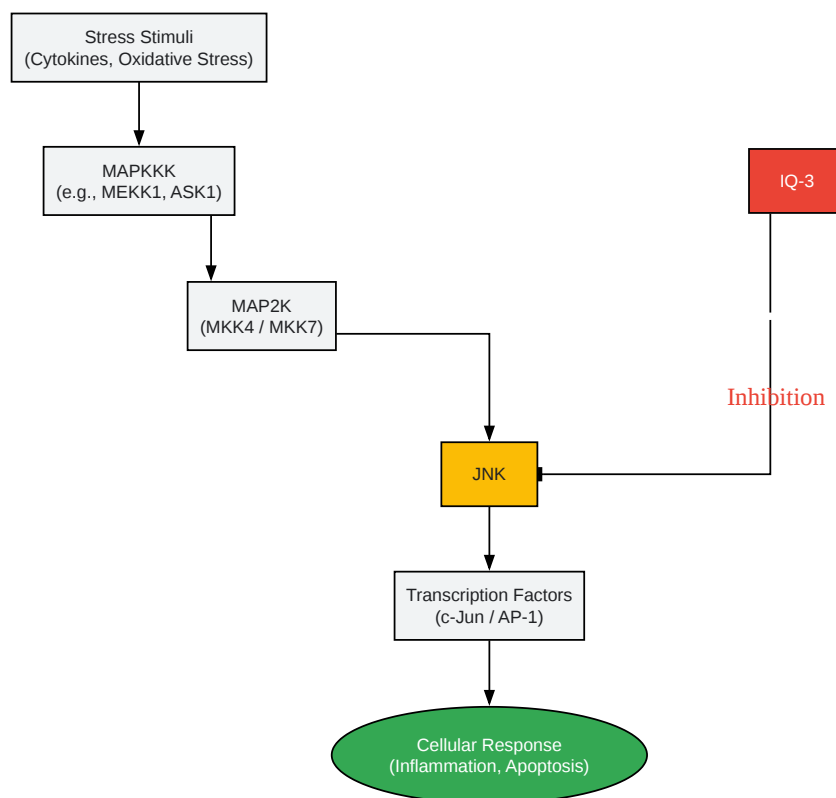 Stress Stimuli
(Cytokines, Oxidative Stress)
MAPKKK
(e.g., MEKK1, ASK1)
IQ-3
MAP2K
(MKK4 / MKK7)
Inhibition
JNK
Transcription Factors
(c-Jun / AP-1)
Cellular Response
(Inflammation, Apoptosis)